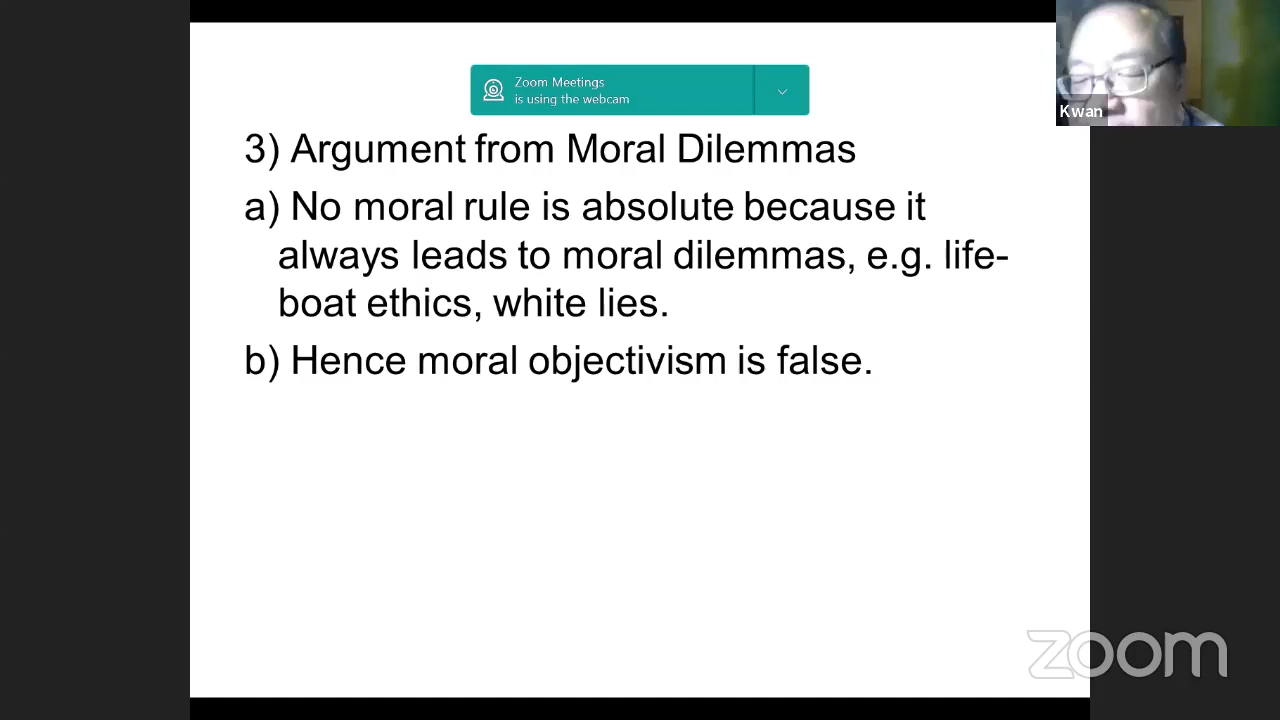 Zoom Meetings
is using the webcam
Kwan
3) Argument from Moral Dilemmas
a) No moral rule is absolute because it
always leads to moral dilemmas, e.g. life-
boat ethics, white lies.
b) Hence moral objectivism is false.
zoom